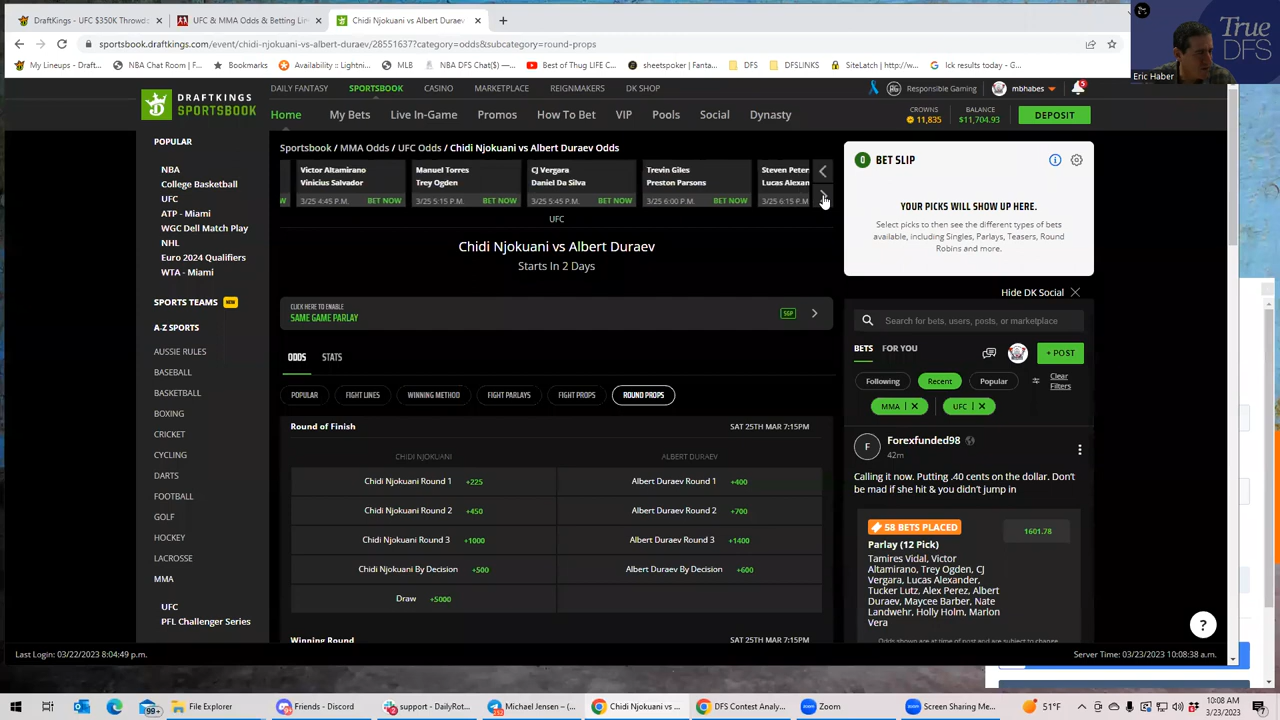 DraftKings - UFC $350K Throwdo
UFC & MMA Odds & Betting Lin
Chidi Njokuani vs Albert Duraev
sportsbook.draftkings.com/event/chidi-njokuani-vs-albert-duraev/28551637?category=odds&subcategory=round-props
True
DFS
Eric Haber
My Lineups - Draft...
NBA Chat Room | F...
Bookmarks
Availability :: Lightni...
MLB
NBA DFS Chat($) -...
Best of Thug LIFE C...
sheetspoker | Fanta...
DFS
DFSLINKS
SiteLatch | http://w...
lck results today -...
DAILY FANTASY
SPORTSBOOK
CASINO
MARKETPLACE
REIGNMAKERS
DK SHOP
Responsible Gaming
mbhabes
5
DRAFTKINGS
SPORTSBOOK
Home
My Bets
Live In-Game
Promos
How To Bet
VIP
Pools
Social
Dynasty
CROWNS
11,835
BALANCE
$11,704.93
DEPOSIT
POPULAR
NBA
College Basketball
UFC
ATP - Miami
WGC Dell Match Play
NHL
Euro 2024 Qualifiers
WTA - Miami
SPORTS TEAMS NEW
A-Z SPORTS
AUSSIE RULES
BASEBALL
BASKETBALL
BOXING
CRICKET
CYCLING
DARTS
FOOTBALL
GOLF
HOCKEY
LACROSSE
MMA
UFC
PFL Challenger Series
Sportsbook / MMA Odds / UFC Odds / Chidi Njokuani vs Albert Duraev Odds
Victor Altamirano
Vinicius Salvador
3/25 4:45 P.M. BET NOW
Manuel Torres
Trey Ogden
3/25 5:15 P.M. BET NOW
CJ Vergara
Daniel Da Silva
3/25 5:45 P.M. BET NOW
Trevin Giles
Preston Parsons
3/25 6:00 P.M. BET NOW
Steven Peter
Lucas Alexan
3/25 6:15 P.M
UFC
Chidi Njokuani vs Albert Duraev
Starts In 2 Days
CLICK HERE TO ENABLE
SAME GAME PARLAY
SGP
ODDS
STATS
POPULAR
FIGHT LINES
WINNING METHOD
FIGHT PARLAYS
FIGHT PROPS
ROUND PROPS
Round of Finish
SAT 25TH MAR 7:15PM
CHIDI NJOKUANI
ALBERT DURAEV
Chidi Njokuani Round 1 +225
Albert Duraev Round 1 +400
Chidi Njokuani Round 2 +450
Albert Duraev Round 2 +700
Chidi Njokuani Round 3 +1000
Albert Duraev Round 3 +1400
Chidi Njokuani By Decision +500
Albert Duraev By Decision +600
Draw +5000
Winning Round
SAT 25TH MAR 7:15PM
0 BET SLIP
YOUR PICKS WILL SHOW UP HERE.
Select picks to then see the different types of bets
available, including Singles, Parlays, Teasers, Round
Robins and more.
Hide DK Social
Search for bets, users, posts, or marketplace
BETS
FOR YOU
+ POST
Following
Recent
Popular
Clear
Filters
MMA
UFC
F
Forexfunded98
42m
Calling it now. Putting .40 cents on the dollar. Don't
be mad if she hit & you didn't jump in
58 BETS PLACED
1601.78
Parlay (12 Pick)
Tamires Vidal, Victor
Altamirano, Trey Ogden, CJ
Vergara, Lucas Alexander,
Tucker Lutz, Alex Perez, Albert
Duraev, Maycee Barber, Nate
Landwehr, Holly Holm, Marlon
Vera
Odds shown are at time of post and are subject to change
?
Last Login: 03/22/2023 8:04:49 p.m.
Server Time: 03/23/2023 10:08:38 a.m.
99+
File Explorer
Friends - Discord
Support - DailyRot...
Michael Jensen – (...
Chidi Njokuani vs ...
DFS Contest Analy...
Zoom
Screen Sharing Me...
51°F
10:08 AM
3/23/2023
7